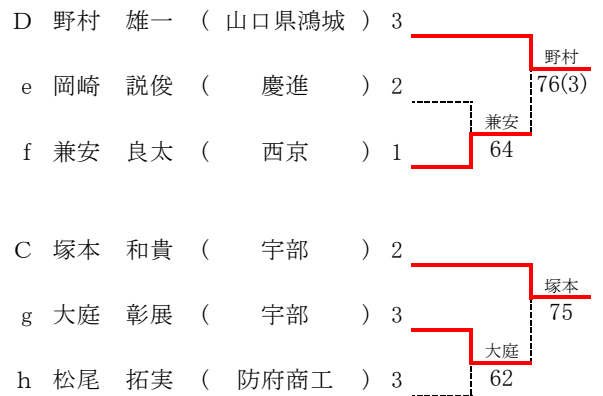 D 野村 雄一 ( 山口県鴻城 ) 3
野村
76(3)
e 岡崎 説俊 ( 慶進 ) 2
兼安
64
f 兼安 良太 ( 西京 ) 1
C 塚本 和貴 ( 宇部 ) 2
塚本
75
g 大庭 彰展 ( 宇部 ) 3
大庭
62
h 松尾 拓実 ( 防府商工 ) 3